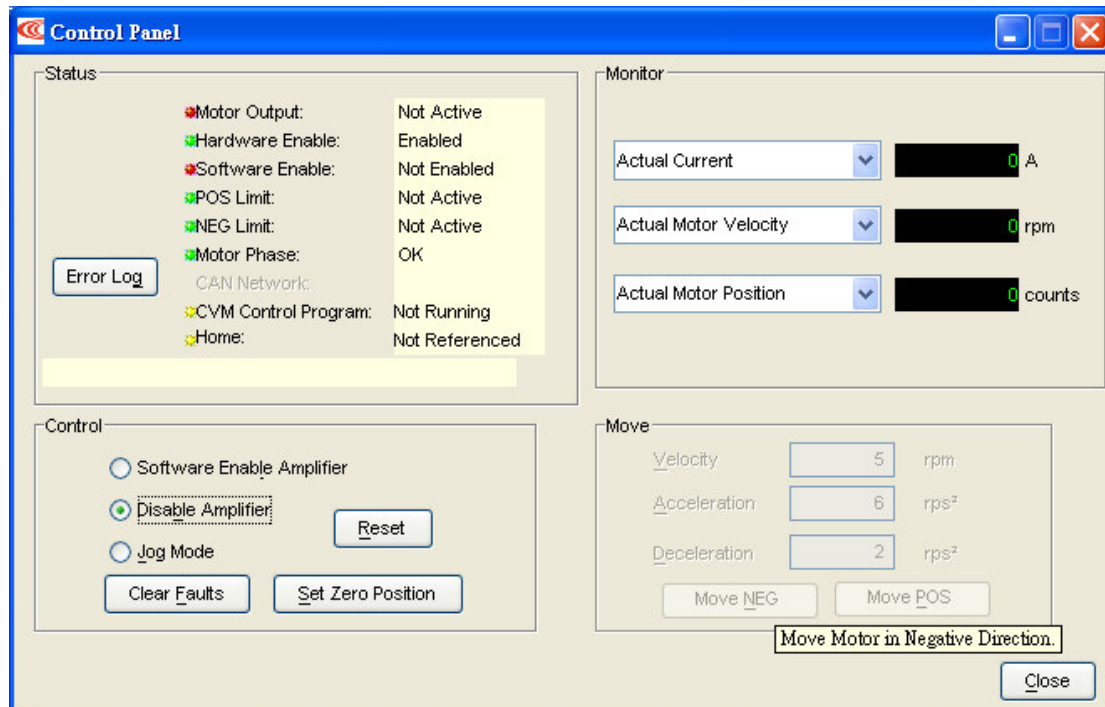 Control Panel
Status
Motor Output: Not Active
Hardware Enable: Enabled
Software Enable: Not Enabled
POS Limit: Not Active
NEG Limit: Not Active
Motor Phase: OK
Error Log
CAN Network:
CVM Control Program: Not Running
Home: Not Referenced
Monitor
Actual Current 0 A
Actual Motor Velocity 0 rpm
Actual Motor Position 0 counts
Control
Software Enable Amplifier
Disable Amplifier
Reset
Jog Mode
Clear Faults Set Zero Position
Move
Velocity 5 rpm
Acceleration 6 rps²
Deceleration 2 rps²
Move NEG Move POS
Move Motor in Negative Direction.
Close